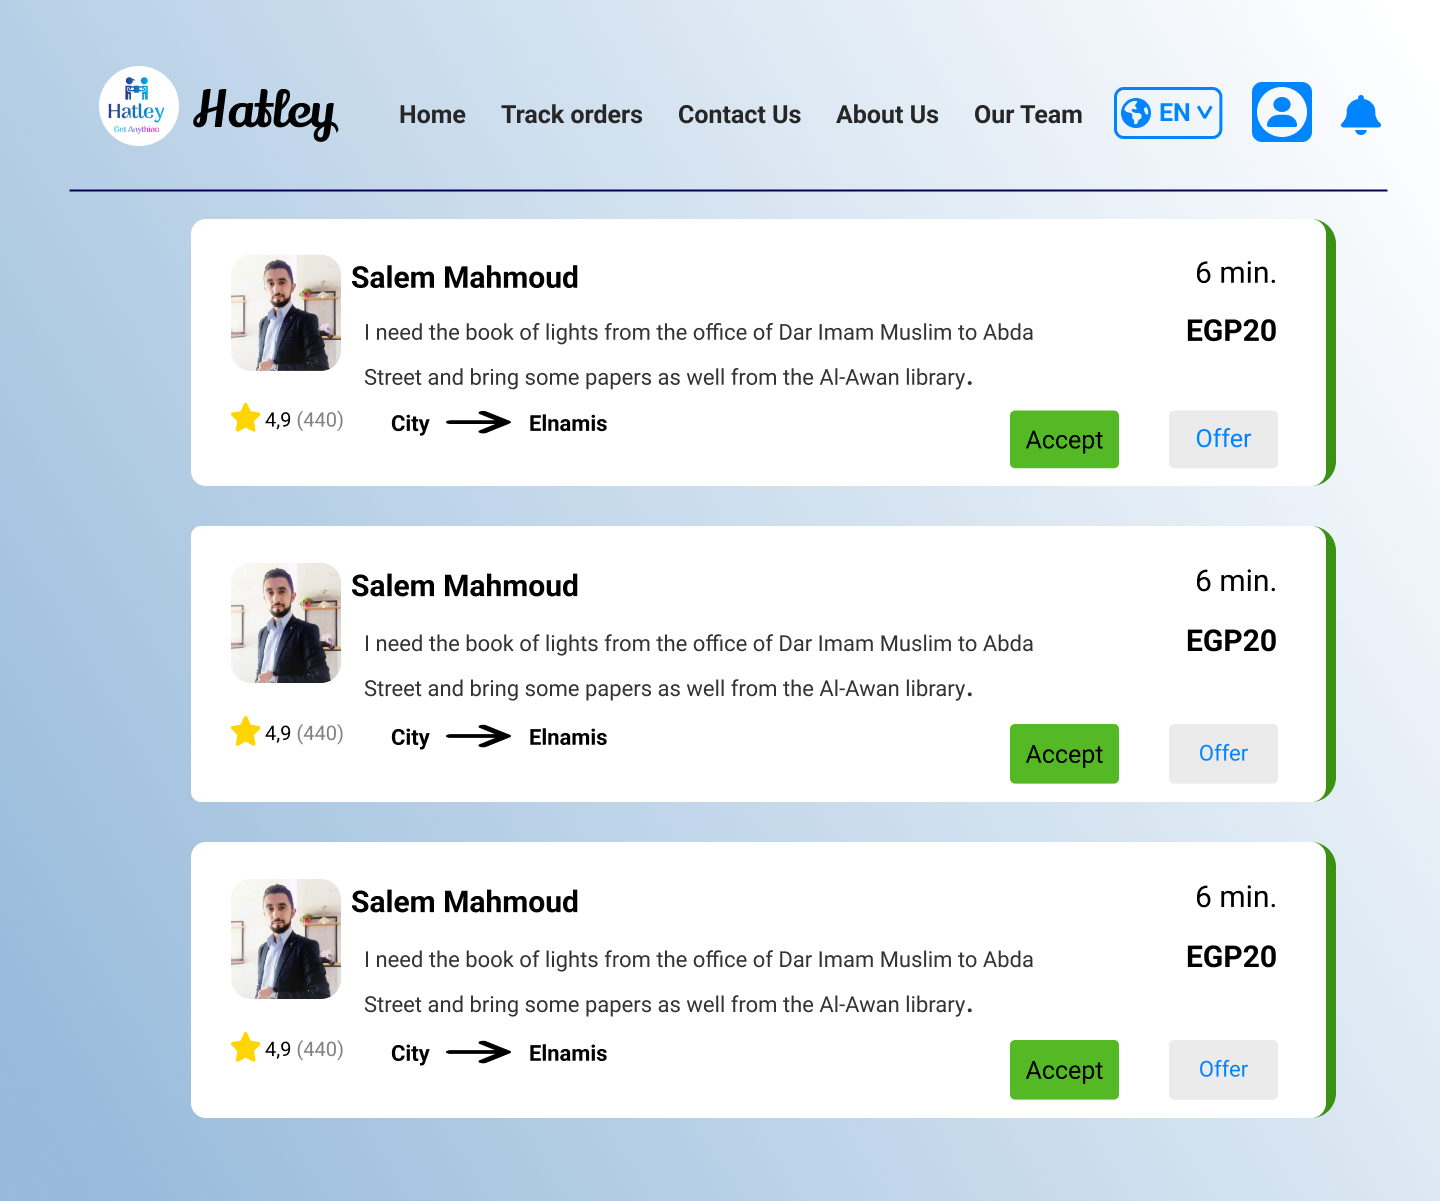 Hatley
Get Anything
Hatley
Home Track orders Contact Us About Us Our Team EN
Salem Mahmoud 6 min.
I need the book of lights from the office of Dar Imam Muslim to Abda EGP20
Street and bring some papers as well from the Al-Awan library.
4,9 (440) City Elnamis Accept Offer
Salem Mahmoud 6 min.
I need the book of lights from the office of Dar Imam Muslim to Abda EGP20
Street and bring some papers as well from the Al-Awan library.
4,9 (440) City Elnamis Accept Offer
Salem Mahmoud 6 min.
I need the book of lights from the office of Dar Imam Muslim to Abda EGP20
Street and bring some papers as well from the Al-Awan library.
4,9 (440) City Elnamis Accept Offer